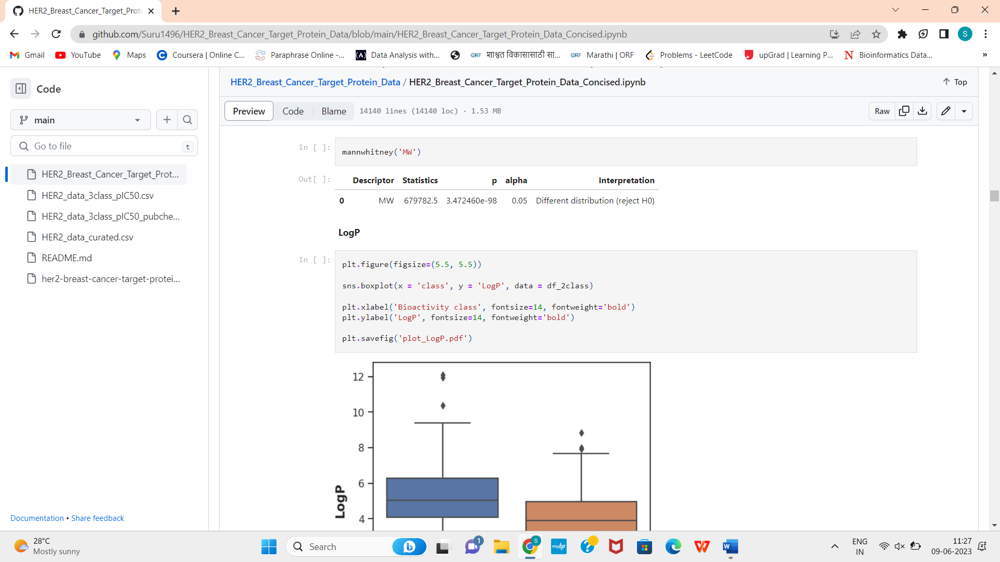 HER2_Breast_Cancer_Target_Prote
github.com/Suru1496/HER2_Breast_Cancer_Target_Protein_Data/blob/main/HER2_Breast_Cancer_Target_Protein_Data_Concised.ipynb
S
Gmail
YouTube
Maps
Coursera | Online C...
Paraphrase Online -...
Data Analysis with...
ORF शाश्वत विकासासाठी सा...
ORF Marathi | ORF
Problems - LeetCode
upGrad | Learning P...
Bioinformatics Data...
»
Code
main
Go to file
t
HER2_Breast_Cancer_Target_Prot...
HER2_data_3class_pIC50.csv
HER2_data_3class_pIC50_pubche...
HER2_data_curated.csv
README.md
her2-breast-cancer-target-protei...
Documentation • Share feedback
HER2_Breast_Cancer_Target_Protein_Data / HER2_Breast_Cancer_Target_Protein_Data_Concised.ipynb
Top
Preview Code Blame 14140 lines (14140 loc) · 1.53 MB
Raw
In [ ]:
mannwhitney('MW')
Out[ ]:
Descriptor Statistics p alpha Interpretation
0 MW 679782.5 3.472460e-98 0.05 Different distribution (reject H0)
LogP
In [ ]:
plt.figure(figsize=(5.5, 5.5))
sns.boxplot(x = 'class', y = 'LogP', data = df_2class)
plt.xlabel('Bioactivity class', fontsize=14, fontweight='bold')
plt.ylabel('LogP', fontsize=14, fontweight='bold')
plt.savefig('plot_LogP.pdf')
12
10
8
6
4
LogP
28°C
Mostly sunny
Search
1
S
myhp
W
ENG
IN
11:27
09-06-2023